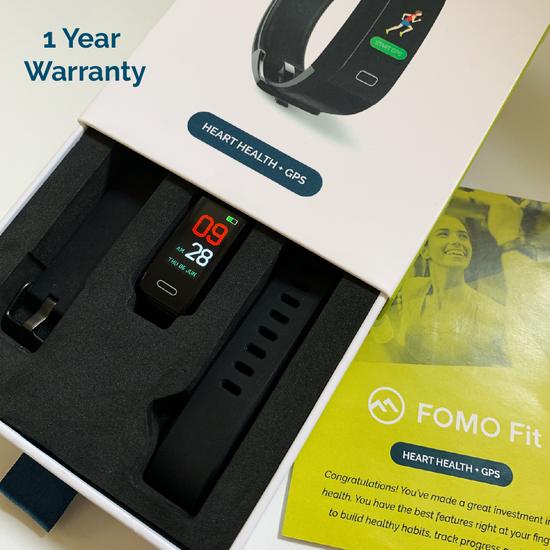 1 Year
Warranty
START GPS
HEART HEALTH + GPS
09
AM 28
THU 06 JUN
FOMO Fit
HEART HEALTH + GPS
Congratulations! You've made a great investment in
health. You have the best features right at your fing
to build healthy habits, track progress